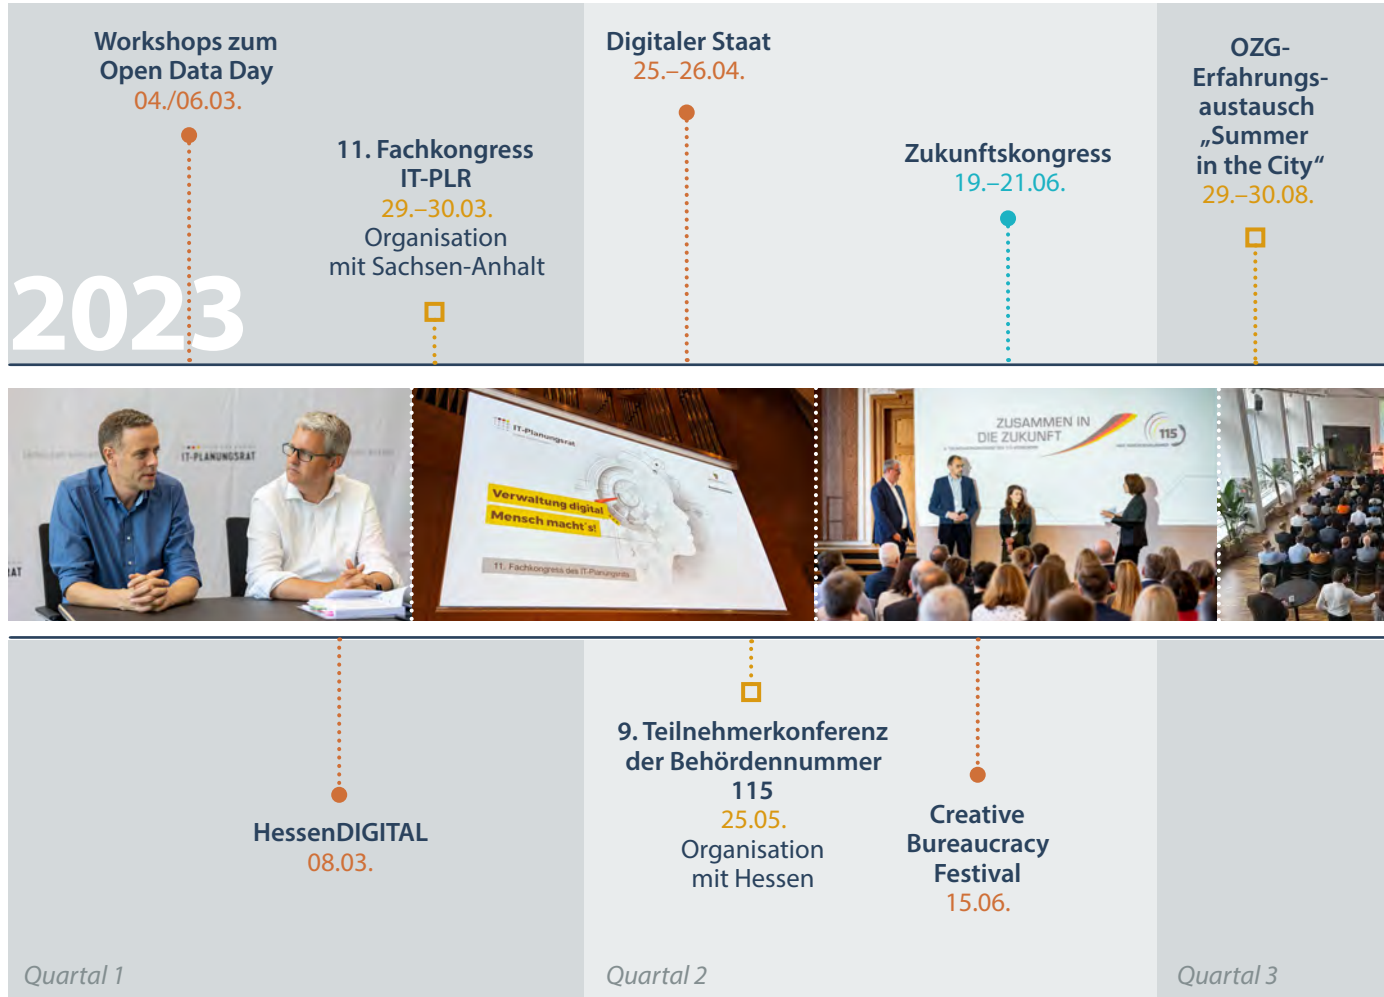 Workshops zum
Open Data Day
04./06.03.
11. Fachkongress
IT-PLR
29.–30.03.
Organisation
mit Sachsen-Anhalt
Digitaler Staat
25.–26.04.
Zukunftskongress
19.–21.06.
OZG-
Erfahrungs-
austausch
„Summer
in the City“
29.–30.08.
2023
IT-PLANUNGSRAT
IT-Planungsrat
Verwaltung digital
Mensch macht's!
11. Fachkongress des IT-Planungsrats
ZUSAMMEN IN
DIE ZUKUNFT
115
HessenDIGITAL
08.03.
9. Teilnehmerkonferenz
der Behördennummer
115
25.05.
Organisation
mit Hessen
Creative
Bureaucracy
Festival
15.06.
Quartal 1
Quartal 2
Quartal 3